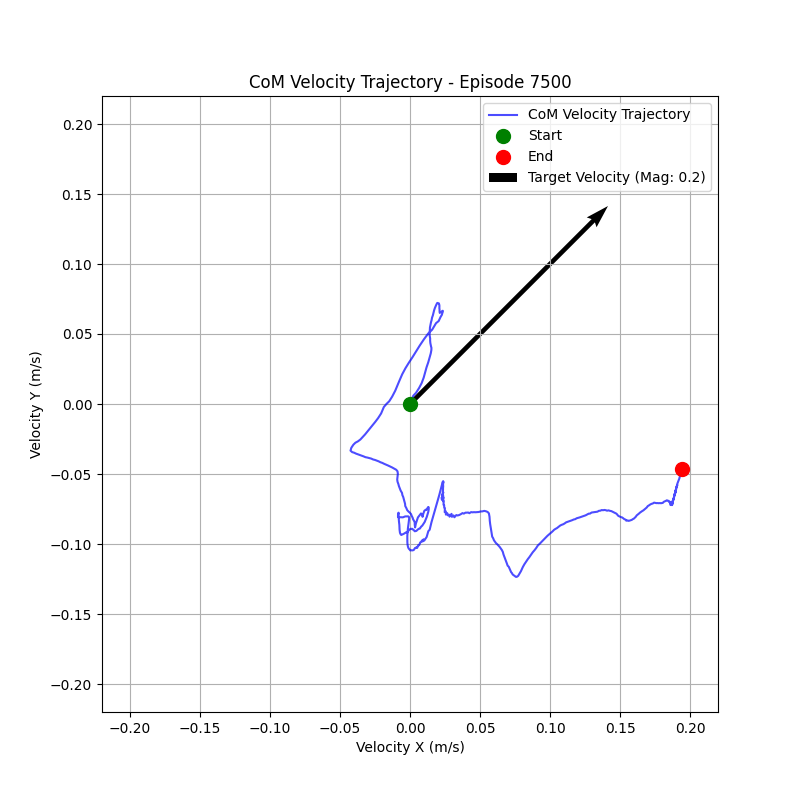 CoM Velocity Trajectory - Episode 7500
CoM Velocity Trajectory
Start
End
Target Velocity (Mag: 0.2)
0.20
0.15
0.10
0.05
0.00
−0.05
−0.10
−0.15
−0.20
Velocity Y (m/s)
−0.20 −0.15 −0.10 −0.05 0.00 0.05 0.10 0.15 0.20
Velocity X (m/s)